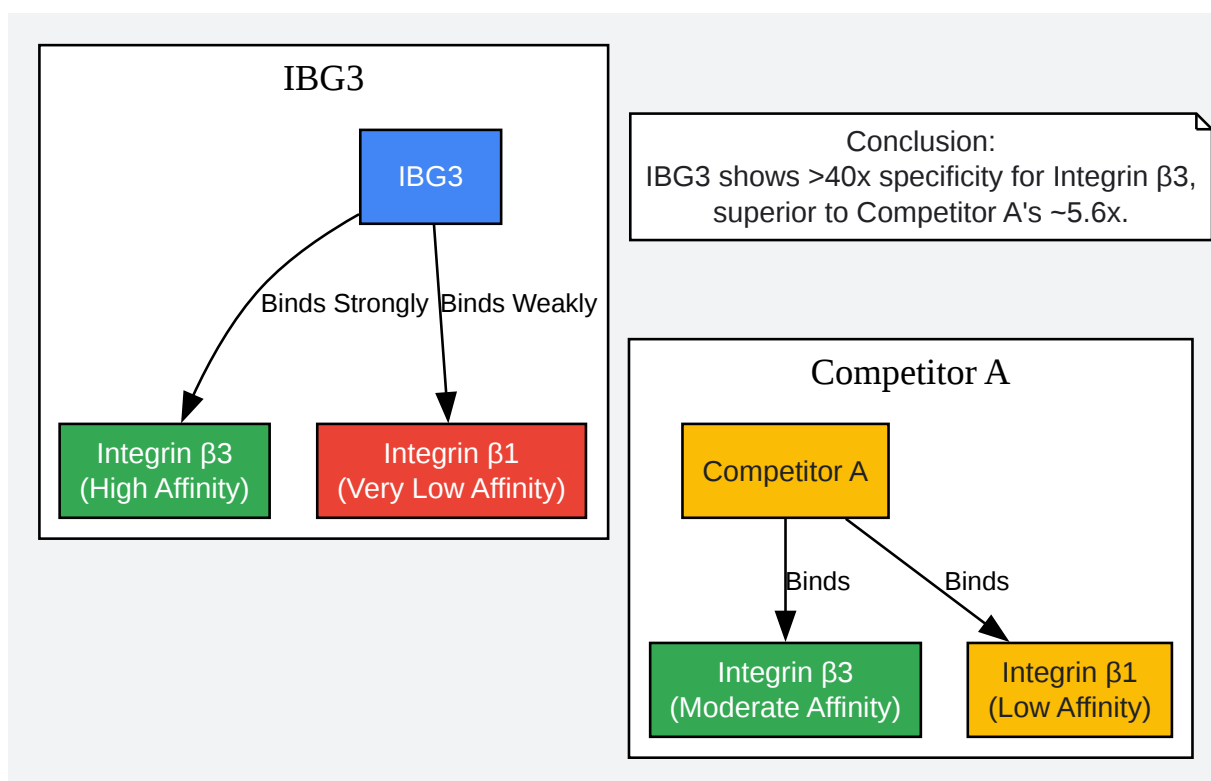 IBG3
IBG3
Binds Strongly
Binds Weakly
Integrin β3
(High Affinity)
Integrin β1
(Very Low Affinity)
Conclusion:
IBG3 shows >40x specificity for Integrin β3,
superior to Competitor A's ~5.6x.
Competitor A
Competitor A
Binds
Binds
Integrin β3
(Moderate Affinity)
Integrin β1
(Low Affinity)